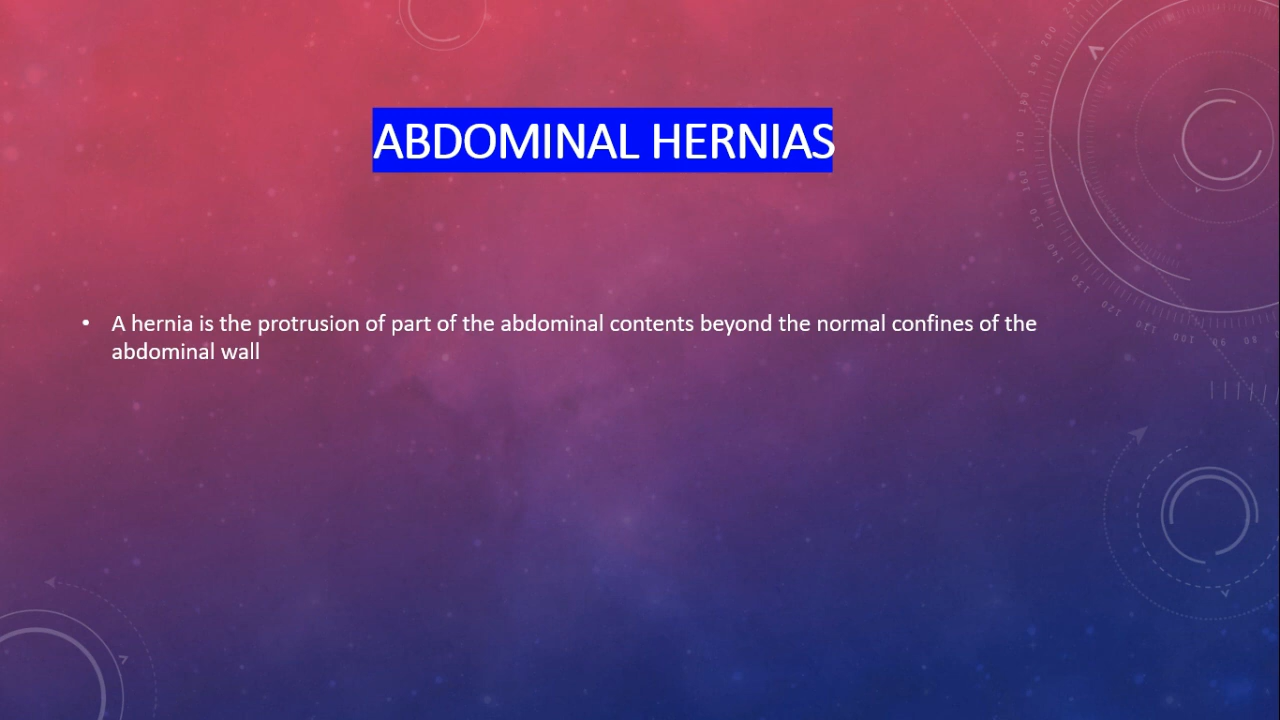 ABDOMINAL HERNIAS
• A hernia is the protrusion of part of the abdominal contents beyond the normal confines of the
abdominal wall